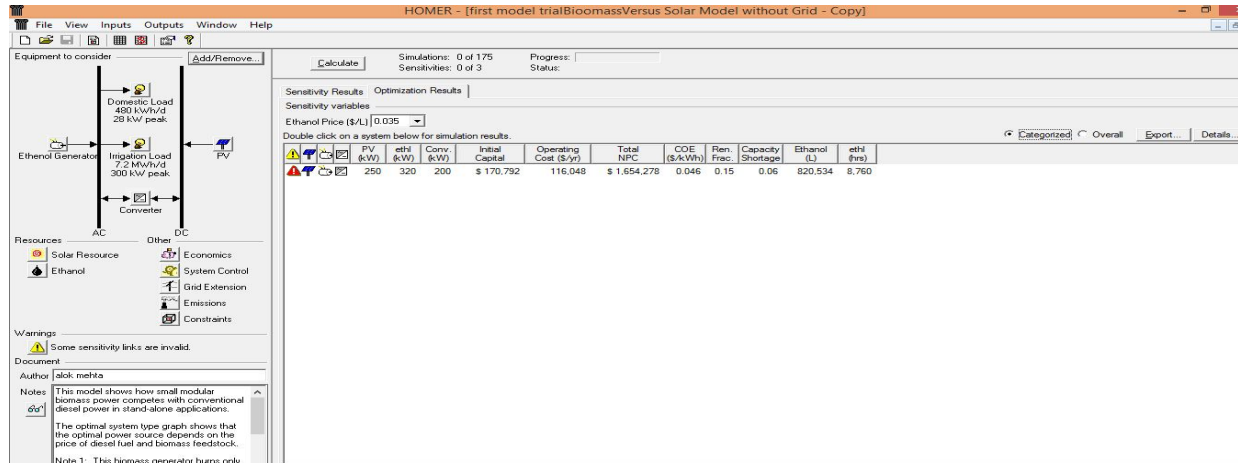 HOMER - [first model trialBioomassVersus Solar Model without Grid - Copy]
File View Inputs Outputs Window Help
Equipment to consider
Add/Remove...
Domestic Load
480 kWh/d
28 kW peak
Ethenol Generator
Irrigation Load
7.2 MWh/d
300 kW peak
PV
Converter
AC
DC
Resources
Other
Solar Resource
Economics
Ethanol
System Control
Grid Extension
Emissions
Constraints
Warnings
Some sensitivity links are invalid.
Document
Author alok mehta
Notes This model shows how small modular
biomass power competes with conventional
diesel power in stand-alone applications.
The optimal system type graph shows that
the optimal power source depends on the
price of diesel fuel and biomass feedstock.
Note 1: This biomass generator burns only
Calculate
Simulations: 0 of 175
Progress:
Sensitivities: 0 of 3
Status:
Sensitivity Results Optimization Results
Sensitivity variables
Ethanol Price ($/L) 0.035
Double click on a system below for simulation results.
Categorized Overall Export... Details...
PV (kW) ethl (kW) Conv. (kW) Initial Capital Operating Cost ($/yr) Total NPC COE ($/kWh) Ren. Frac. Capacity Shortage Ethanol (L) ethl (hrs)
250 320 200 $ 170,792 116,048 $ 1,654,278 0.046 0.15 0.06 820,534 8,760